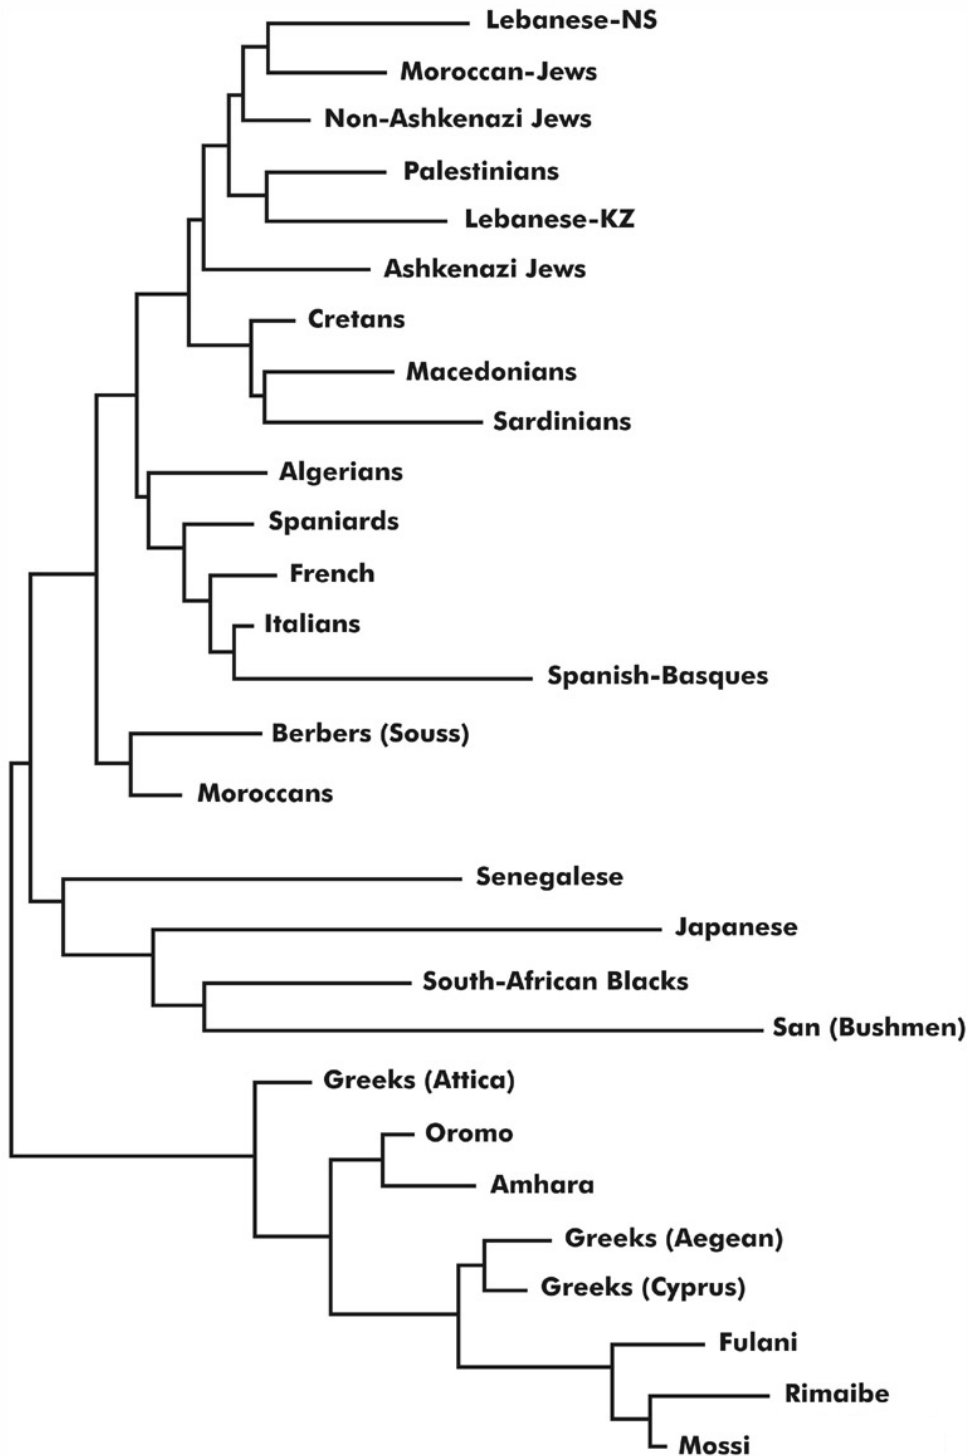 Lebanese-NS
Moroccan-Jews
Non-Ashkenazi Jews
Palestinians
Lebanese-KZ
Ashkenazi Jews
Cretans
Macedonians
Sardinians
Algerians
Spaniards
French
Italians
Spanish-Basques
Berbers (Souss)
Moroccans
Senegalese
Japanese
South-African Blacks
San (Bushmen)
Greeks (Attica)
Oromo
Amhara
Greeks (Aegean)
Greeks (Cyprus)
Fulani
Rimaibe
Mossi